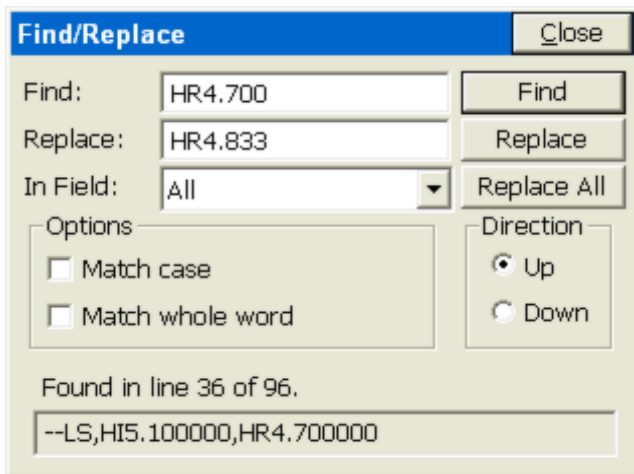 Find/Replace Close
Find: HR4.700 Find
Replace: HR4.833 Replace
In Field: All Replace All
Options Direction
Match case Up
Match whole word Down
Found in line 36 of 96.
--LS,HI5.100000,HR4.700000